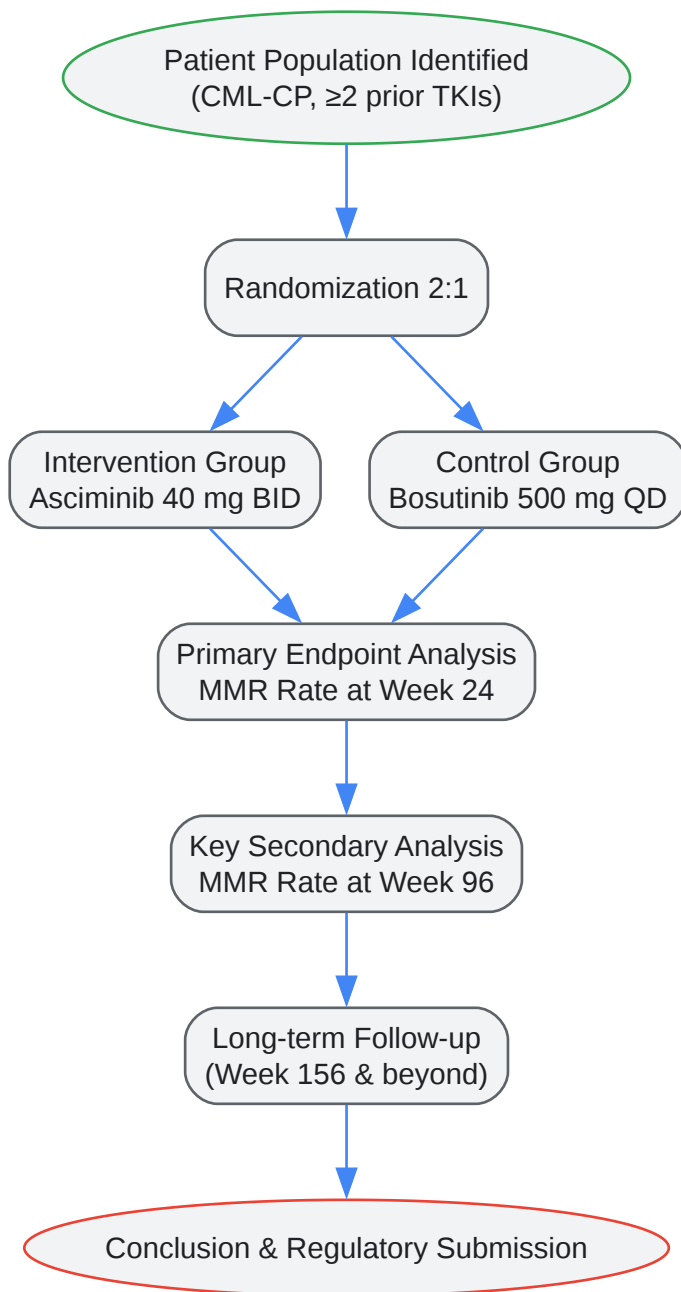 Patient Population Identified
(CML-CP, ≥2 prior TKIs)
Randomization 2:1
Intervention Group
Asciminib 40 mg BID
Control Group
Bosutinib 500 mg QD
Primary Endpoint Analysis
MMR Rate at Week 24
Key Secondary Analysis
MMR Rate at Week 96
Long-term Follow-up
(Week 156 & beyond)
Conclusion & Regulatory Submission